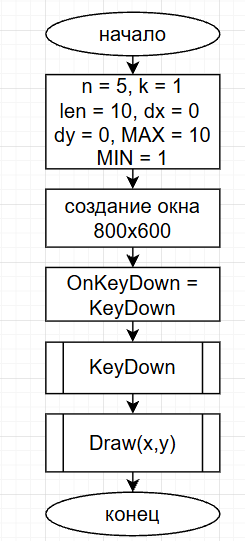 начало
n = 5, k = 1
len = 10, dx = 0
dy = 0, MAX = 10
MIN = 1
создание окна
800x600
OnKeyDown =
KeyDown
KeyDown
Draw(x,y)
конец